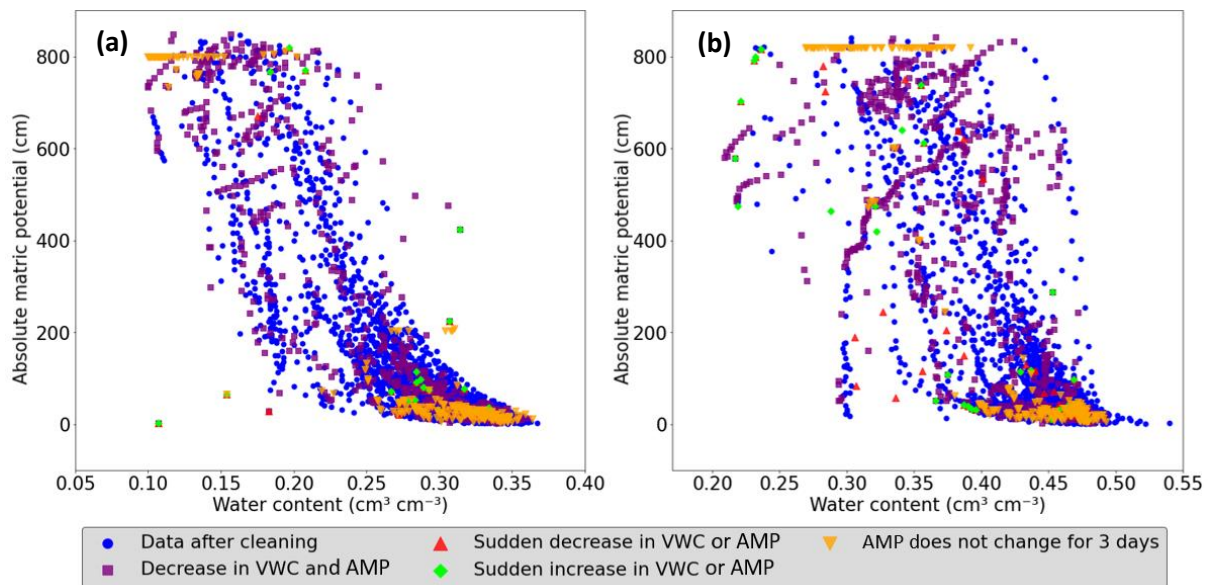 (a)
800
600
400
200
0
Absolute matric potential (cm)
0.05 0.10 0.15 0.20 0.25 0.30 0.35 0.40
Water content (cm³ cm⁻³)
(b)
800
600
400
200
0
Absolute matric potential (cm)
0.20 0.25 0.30 0.35 0.40 0.45 0.50 0.55
Water content (cm³ cm⁻³)
Data after cleaning
Decrease in VWC and AMP
Sudden decrease in VWC or AMP
Sudden increase in VWC or AMP
AMP does not change for 3 days